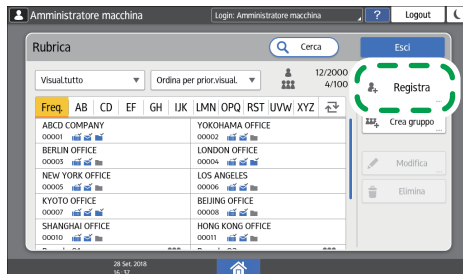 Amministratore macchina
Login: Amministratore macchina
?
Logout
Rubrica
Cerca
Esci
Visual.tutto
Ordina per prior.visual.
12/2000
4/100
Registra
...
Freq. AB CD EF GH IJK LMN OPQ RST UVW XYZ
Crea gruppo
...
ABCD COMPANY
00001
YOKOHAMA OFFICE
00002
BERLIN OFFICE
00003
LONDON OFFICE
00004
Modifica
...
NEW YORK OFFICE
00005
LOS ANGELES
00006
Elimina
KYOTO OFFICE
00007
BEIJING OFFICE
00008
SHANGHAI OFFICE
00010
HONG KONG OFFICE
00011
28 Set. 2018
16:37